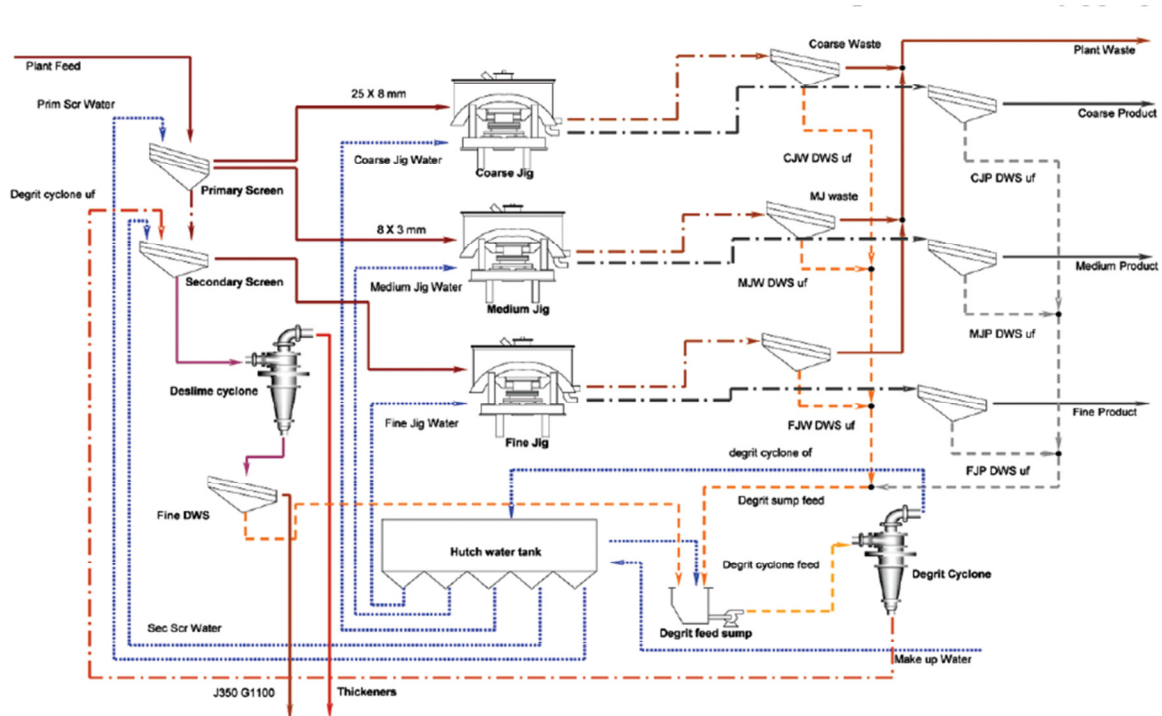 Coarse Waste
Plant Waste
Plant Feed
25 X 8 mm
Prim Scr Water
Coarse Product
Coarse Jig Water
CJW DWS uf
Coarse Jig
CJP DWS uf
Degrit cyclone uf
Primary Screen
MJ waste
8 X 3 mm
Medium Product
Secondary Screen
Medium Jig Water
MJW DWS uf
Medium Jig
MJP DWS uf
Deslime cyclone
Fine Product
Fine Jig Water
FJW DWS uf
Fine Jig
degrit cyclone of
FJP DWS uf
Degrit sump feed
Fine DWS
Hutch water tank
Degrit cyclone feed
Degrit Cyclone
Sec Scr Water
Degrit feed sump
Make up Water
J350 G1100
Thickeners